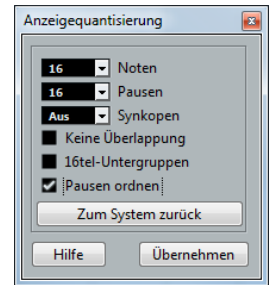 Anzeigequantisierung
16 Noten
16 Pausen
Aus Synkopen
Keine Überlappung
16tel-Untergruppen
Pausen ordnen
Zum System zurück
Hilfe Übernehmen